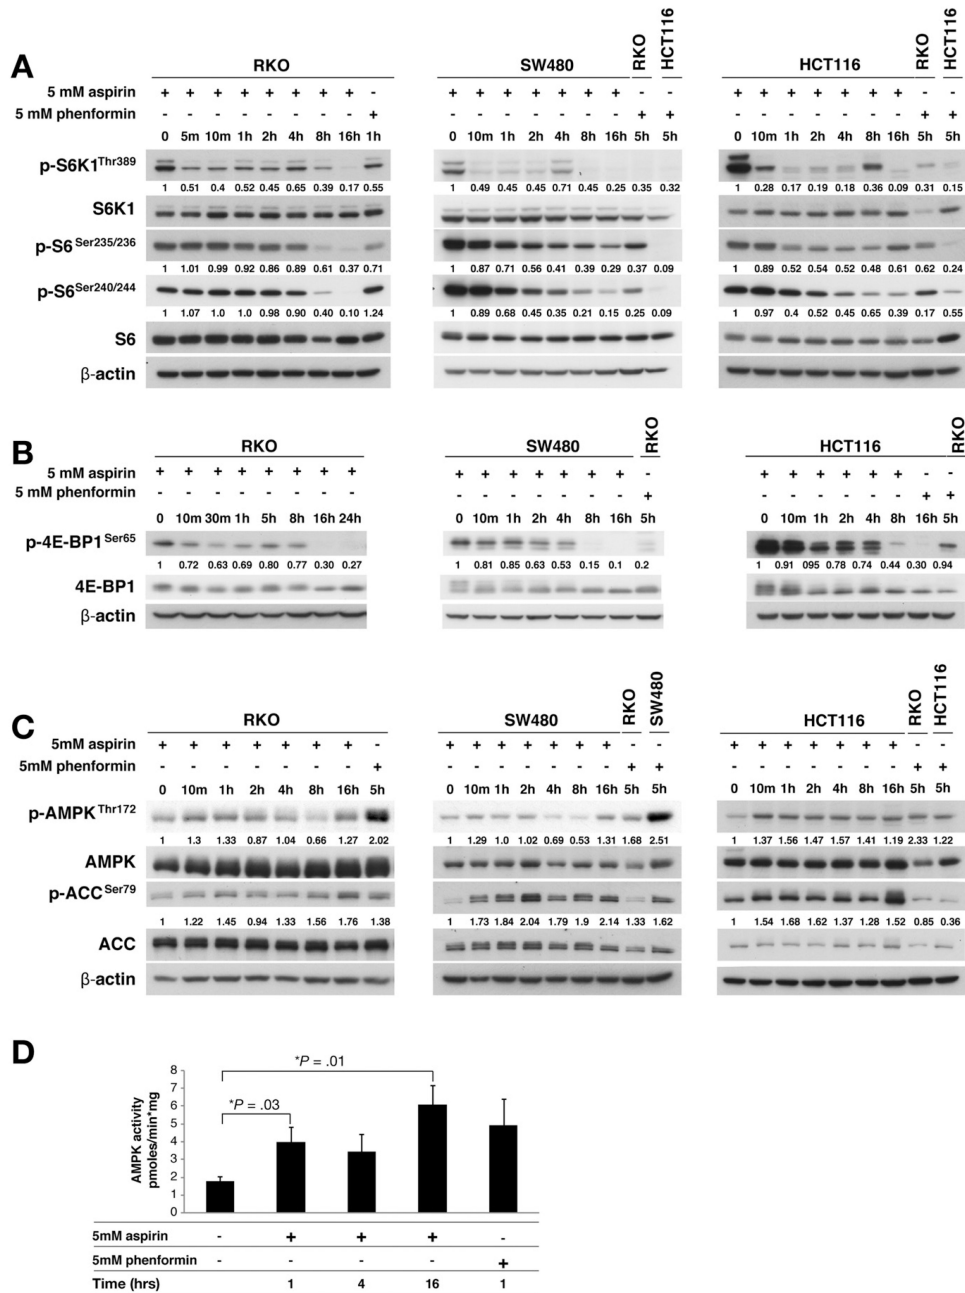 A
RKO
SW480
RKO
HCT116
HCT116
RKO
HCT116
5 mM aspirin + + + + + + + + - + + + + + + + - - + + + + + + + - -
5 mM phenformin - - - - - - - - + - - - - - - - + + - - - - - - - + +
0 5m 10m 1h 2h 4h 8h 16h 1h 0 10m 1h 2h 4h 8h 16h 5h 5h 0 10m 1h 2h 4h 8h 16h 5h 5h
p-S6K1Thr389
1 0.51 0.4 0.52 0.45 0.65 0.39 0.17 0.55 1 0.49 0.45 0.45 0.71 0.45 0.25 0.35 0.32 1 0.28 0.17 0.19 0.18 0.36 0.09 0.31 0.15
S6K1
p-S6Ser235/236
1 1.01 0.99 0.92 0.86 0.89 0.61 0.37 0.71 1 0.87 0.71 0.56 0.41 0.39 0.29 0.37 0.09 1 0.89 0.52 0.54 0.52 0.48 0.61 0.62 0.24
p-S6Ser240/244
1 1.07 1.0 1.0 0.98 0.90 0.40 0.10 1.24 1 0.89 0.68 0.45 0.35 0.21 0.15 0.25 0.09 1 0.97 0.4 0.52 0.45 0.65 0.39 0.17 0.55
S6
β-actin
B
RKO
SW480
RKO
HCT116
RKO
5 mM aspirin + + + + + + + + + + + + + + + - + + + + + + - -
5 mM phenformin - - - - - - - - - - - - - - - + - - - - - - + +
0 10m 30m 1h 5h 8h 16h 24h 0 10m 1h 2h 4h 8h 16h 5h 0 10m 1h 2h 4h 8h 16h 5h
p-4E-BP1Ser65
1 0.72 0.63 0.69 0.80 0.77 0.30 0.27 1 0.81 0.85 0.63 0.53 0.15 0.1 0.2 1 0.91 095 0.78 0.74 0.44 0.30 0.94
4E-BP1
β-actin
C
RKO
SW480
RKO
SW480
HCT116
RKO
HCT116
5mM aspirin + + + + + + + - + + + + + + + - - + + + + + + + - -
5mM phenformin - - - - - - - + - - - - - - - + + - - - - - - - + +
0 10m 1h 2h 4h 8h 16h 5h 0 10m 1h 2h 4h 8h 16h 5h 5h 0 10m 1h 2h 4h 8h 16h 5h 5h
p-AMPKThr172
1 1.3 1.33 0.87 1.04 0.66 1.27 2.02 1 1.29 1.0 1.02 0.69 0.53 1.31 1.68 2.51 1 1.37 1.56 1.47 1.57 1.41 1.19 2.33 1.22
AMPK
p-ACCSer79
1 1.22 1.45 0.94 1.33 1.56 1.76 1.38 1 1.73 1.84 2.04 1.79 1.9 2.14 1.33 1.62 1 1.54 1.68 1.62 1.37 1.28 1.52 0.85 0.36
ACC
β-actin
D
AMPK activity
pmoles/min*mg
8
7
6
5
4
3
2
1
0
*P = .01
*P = .03
5mM aspirin - + + + -
5mM phenformin - - - - +
Time (hrs) 1 4 16 1